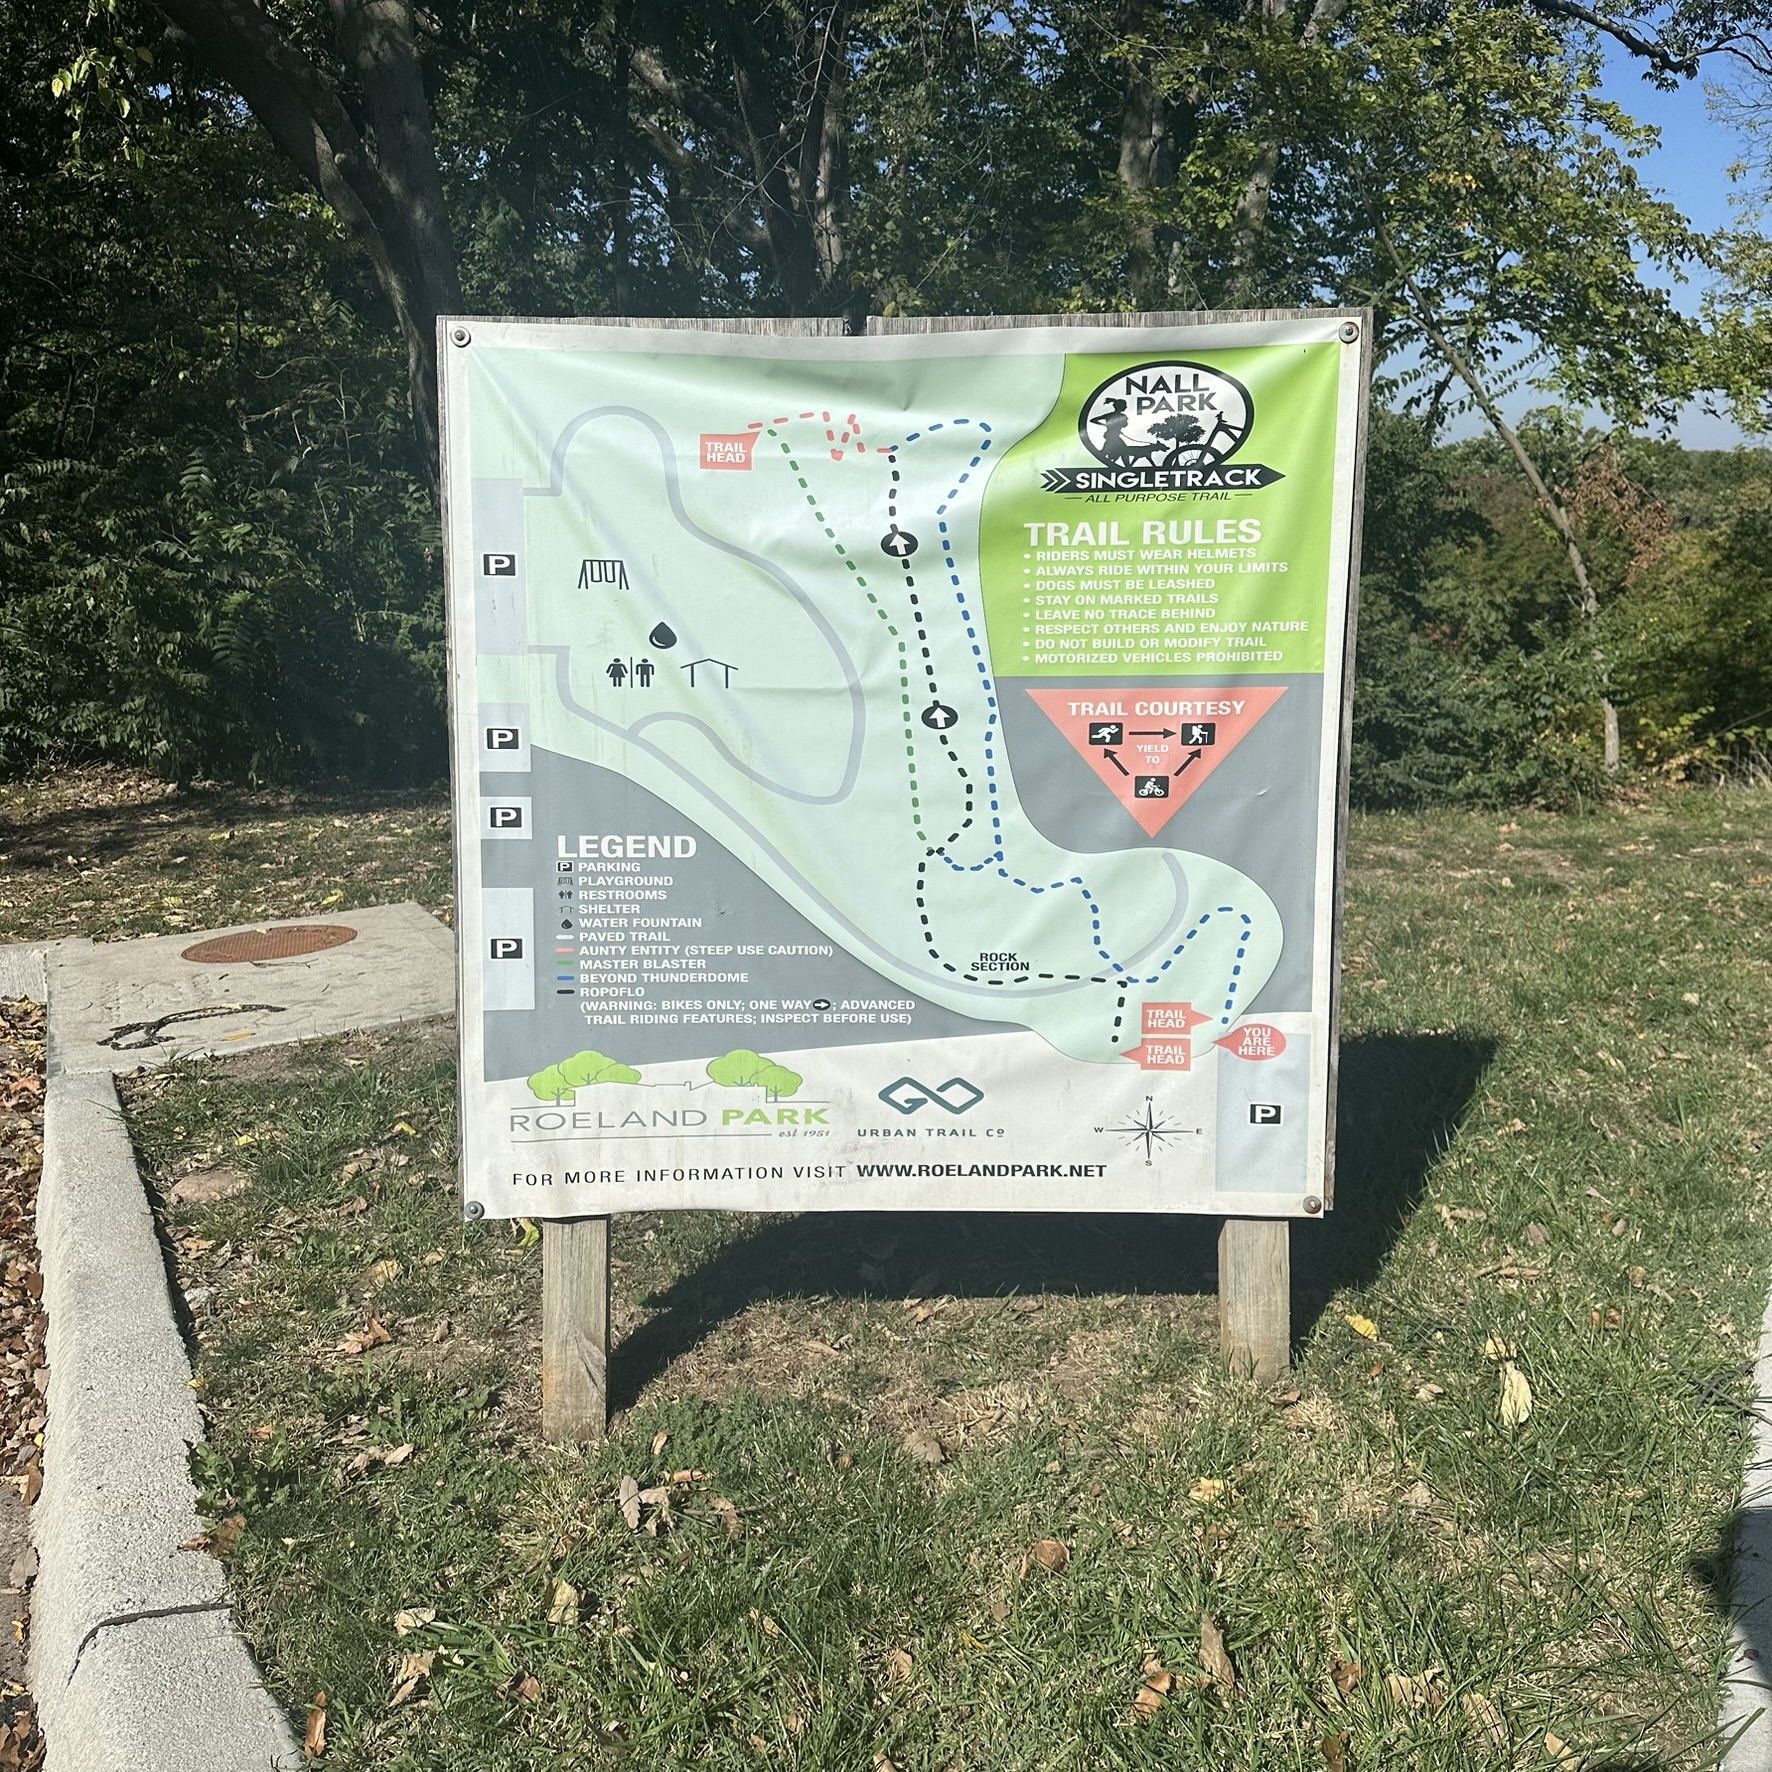 NALL
PARK
SINGLETRACK
ALL PURPOSE TRAIL
TRAIL
HEAD
TRAIL RULES
• RIDERS MUST WEAR HELMETS
• ALWAYS RIDE WITHIN YOUR LIMITS
• DOGS MUST BE LEASHED
• STAY ON MARKED TRAILS
• LEAVE NO TRACE BEHIND
• RESPECT OTHERS AND ENJOY NATURE
• DO NOT BUILD OR MODIFY TRAIL
• MOTORIZED VEHICLES PROHIBITED
P
TRAIL COURTESY
YIELD
TO
P
P
P
LEGEND
P PARKING
PLAYGROUND
RESTROOMS
SHELTER
WATER FOUNTAIN
PAVED TRAIL
AUNTY ENTITY (STEEP USE CAUTION)
MASTER BLASTER
BEYOND THUNDERDOME
ROPOFLO
(WARNING: BIKES ONLY; ONE WAY ; ADVANCED
TRAIL RIDING FEATURES; INSPECT BEFORE USE)
ROCK
SECTION
TRAIL
HEAD
TRAIL
HEAD
YOU
ARE
HERE
P
ROELAND PARK
est 1951
GO
URBAN TRAIL CO
N
W
E
S
FOR MORE INFORMATION VISIT WWW.ROELANDPARK.NET